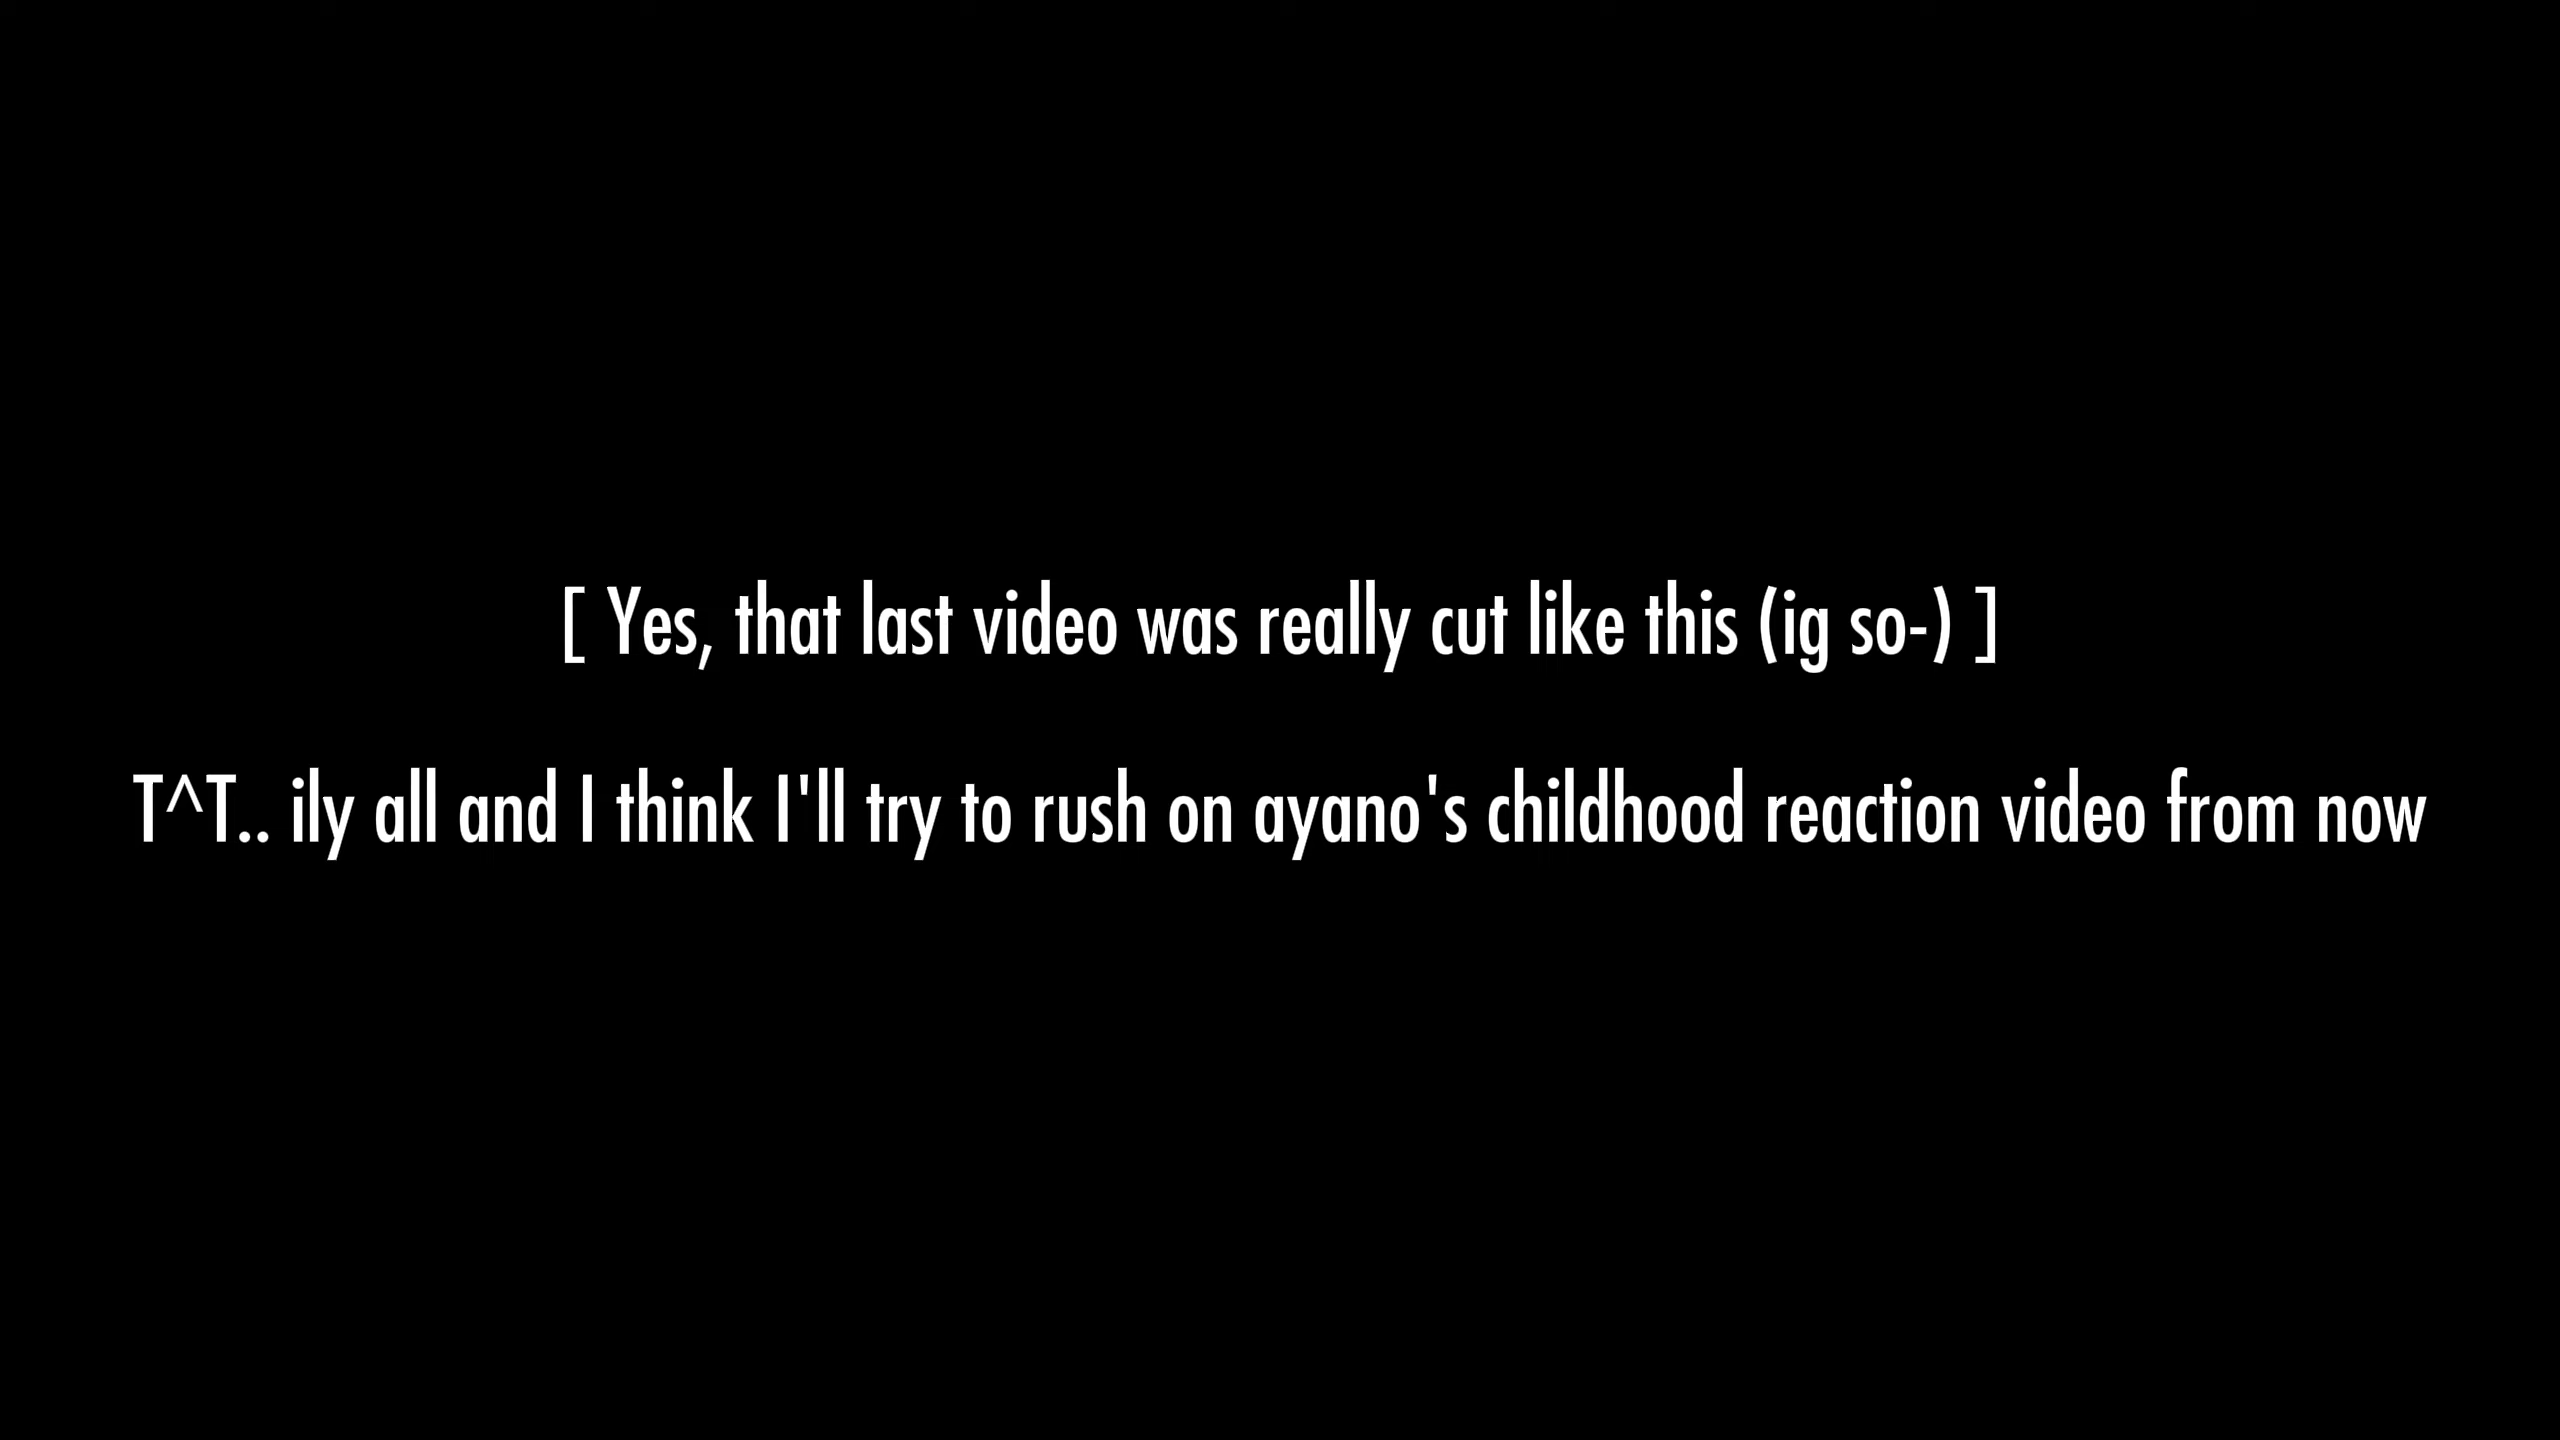 [ Yes, that last video was really cut like this (ig so-) ]
T^T.. ily all and I think I'll try to rush on ayano's childhood reaction video from now